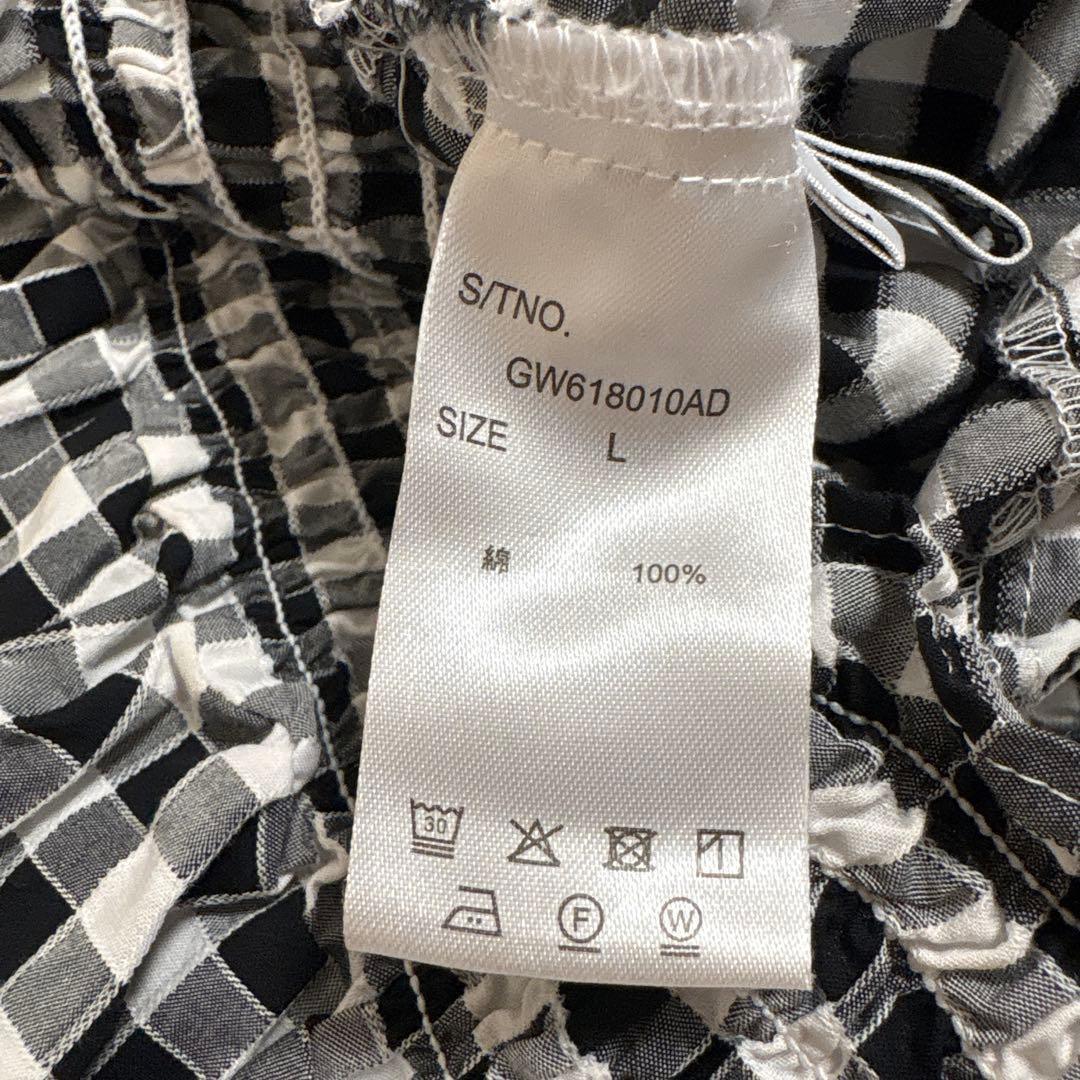 S/TNO.
GW618010AD
SIZE L
綿 100%
30
F W